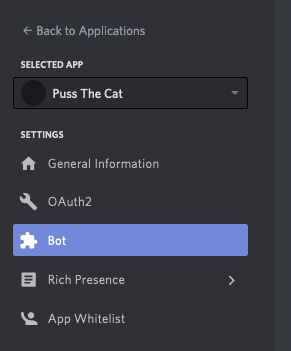 ← Back to Applications
SELECTED APP
Puss The Cat
SETTINGS
General Information
OAuth2
Bot
Rich Presence
App Whitelist